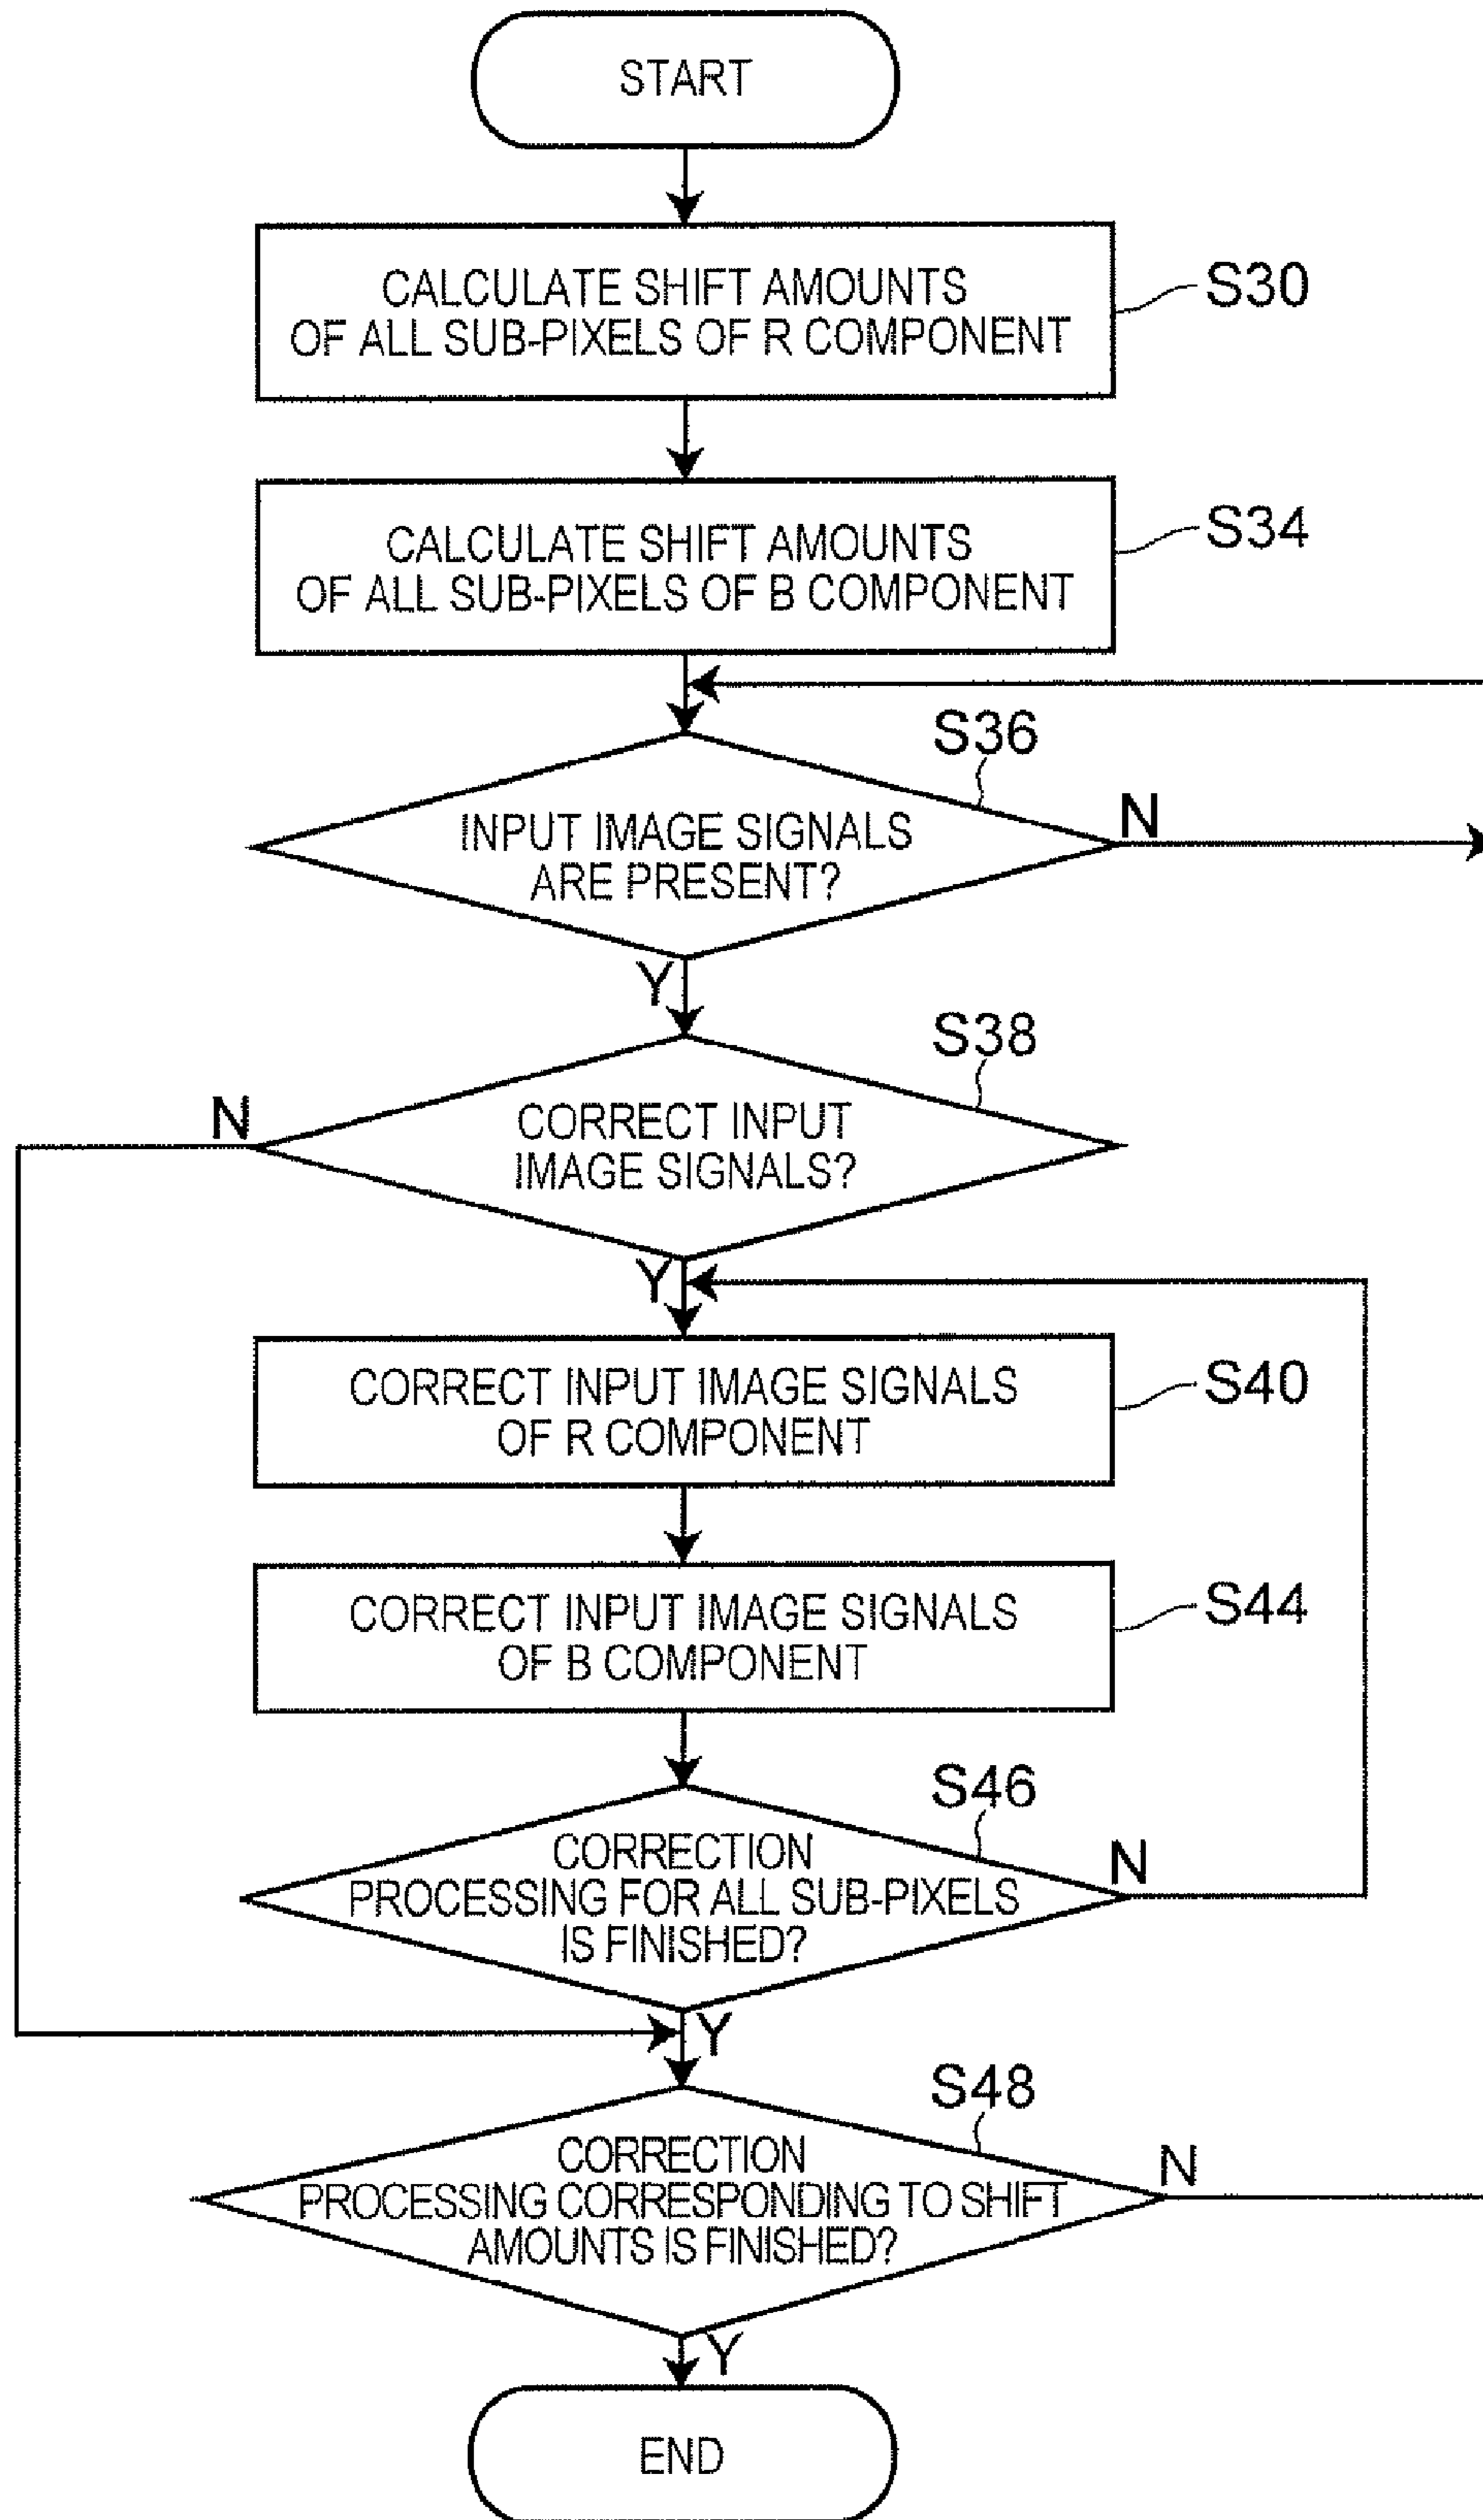 START
CALCULATE SHIFT AMOUNTS
OF ALL SUB-PIXELS OF R COMPONENT
S30
CALCULATE SHIFT AMOUNTS
OF ALL SUB-PIXELS OF B COMPONENT
S34
S36
INPUT IMAGE SIGNALS
ARE PRESENT?
N
Y
S38
N
CORRECT INPUT
IMAGE SIGNALS?
Y
CORRECT INPUT IMAGE SIGNALS
OF R COMPONENT
S40
CORRECT INPUT IMAGE SIGNALS
OF B COMPONENT
S44
S46
CORRECTION
PROCESSING FOR ALL SUB-PIXELS
IS FINISHED?
N
Y
S48
CORRECTION
PROCESSING CORRESPONDING TO SHIFT
AMOUNTS IS FINISHED?
N
Y
END